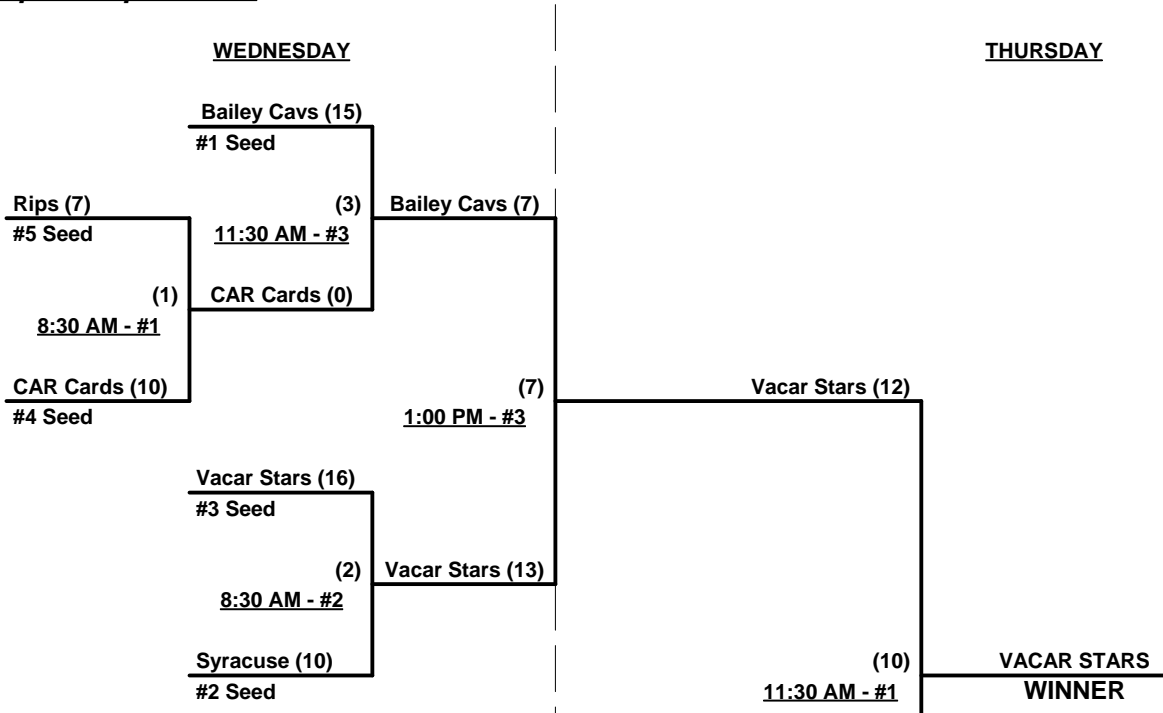 WEDNESDAY
THURSDAY
Bailey Cavs (15)
#1 Seed
Rips (7)
(3)
Bailey Cavs (7)
#5 Seed
11:30 AM - #3
(1)
CAR Cards (0)
8:30 AM - #1
CAR Cards (10)
(7)
Vacar Stars (12)
#4 Seed
1:00 PM - #3
Vacar Stars (16)
#3 Seed
(2)
Vacar Stars (13)
8:30 AM - #2
Syracuse (10)
(10)
VACAR STARS
#2 Seed
11:30 AM - #1
WINNER